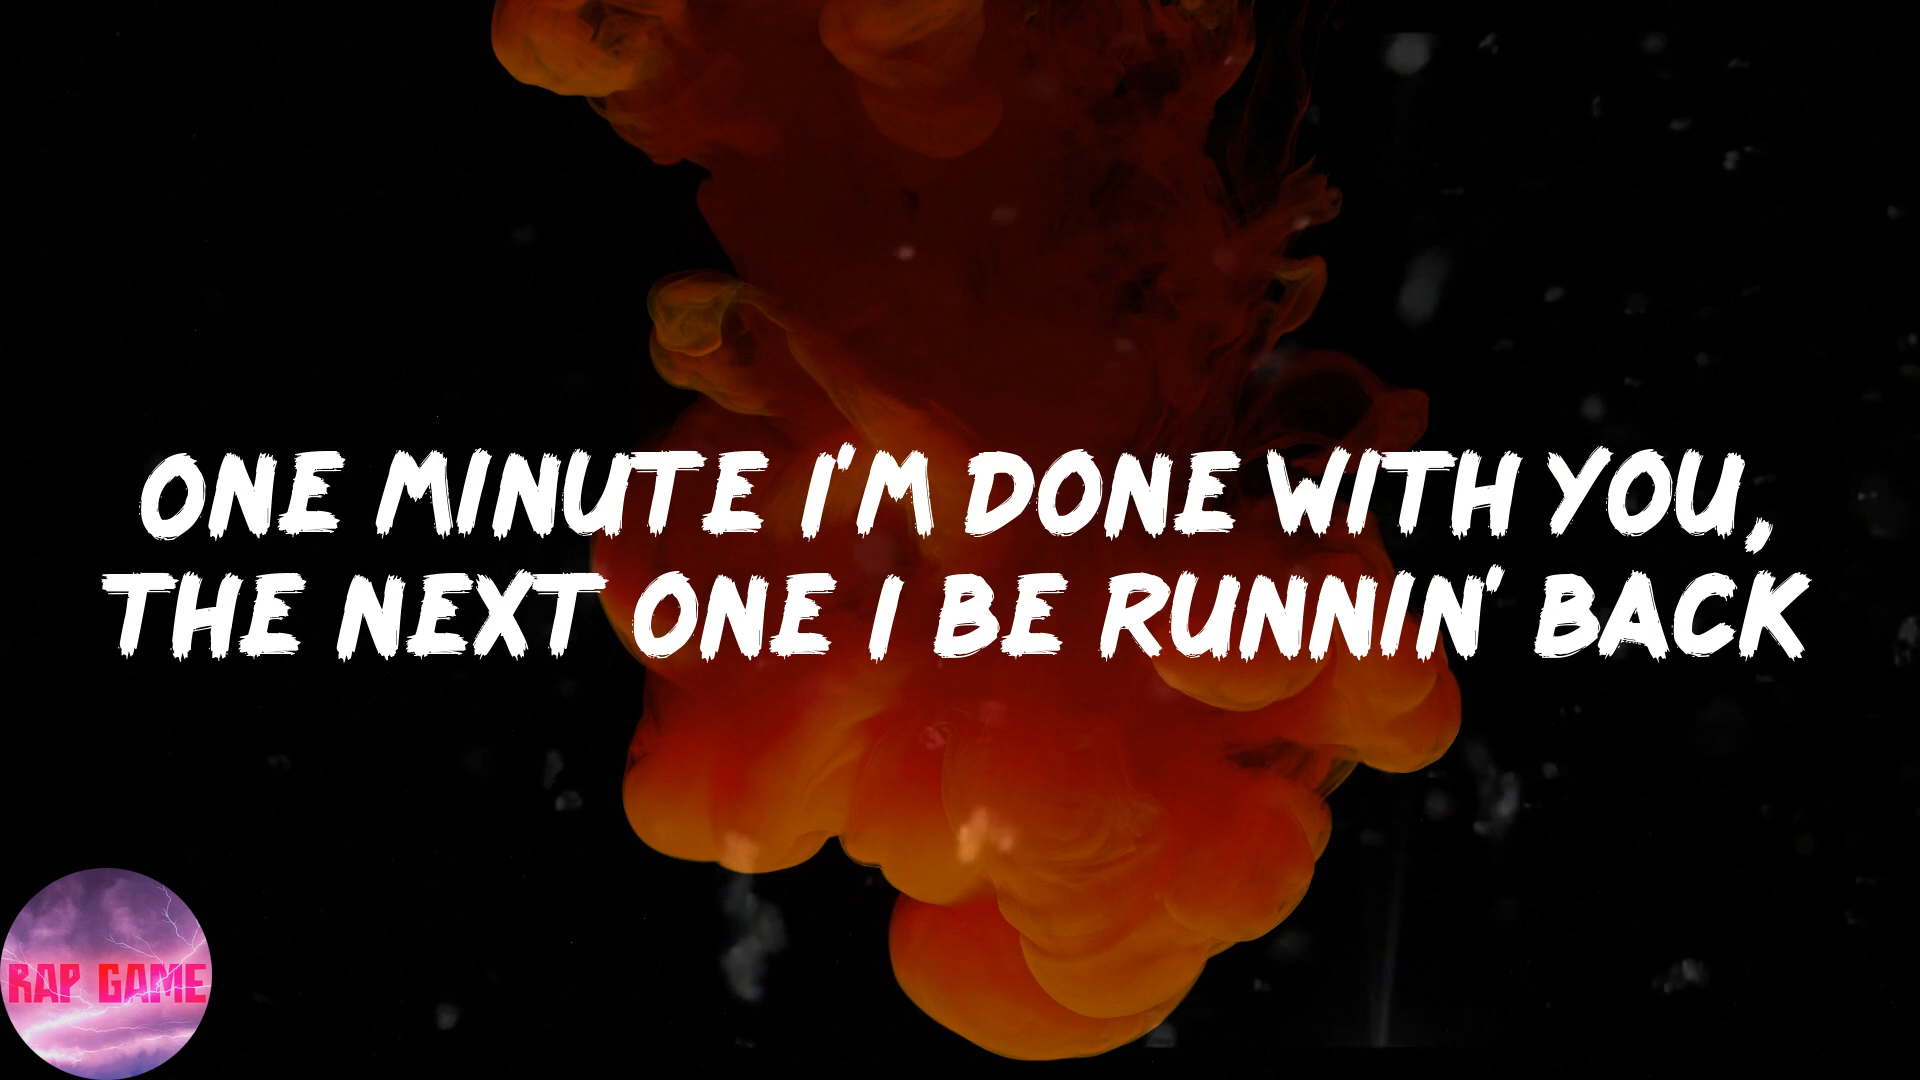 ONE MINUTE I'M DONE WITH YOU,
THE NEXT ONE I BE RUNNIN' BACK
RAP GAME